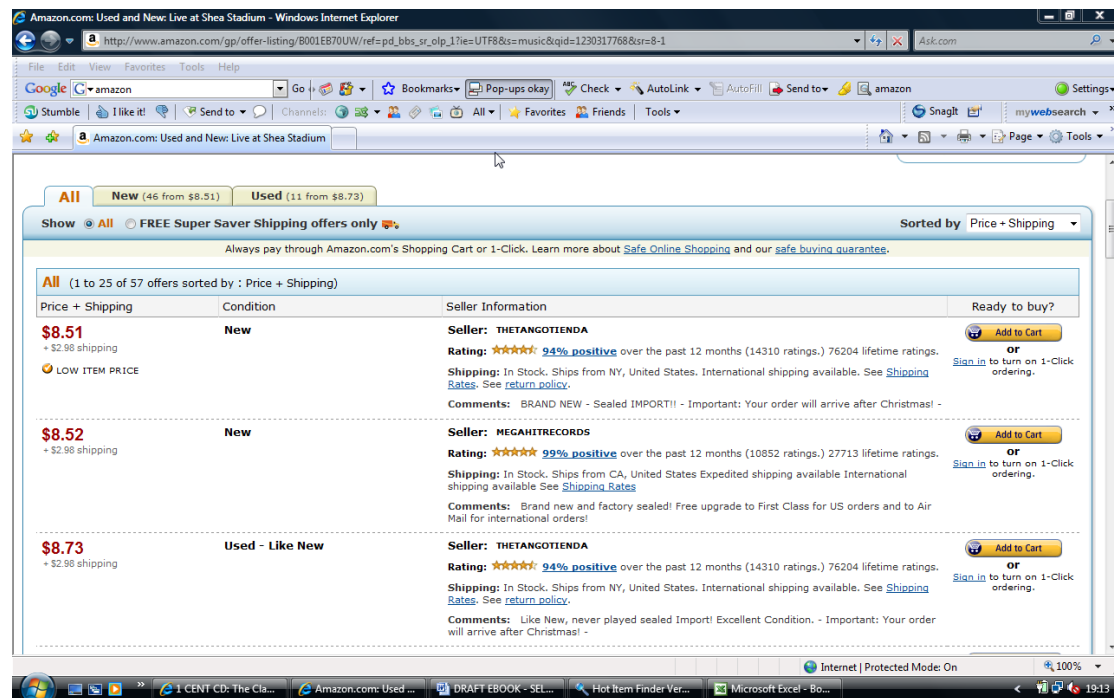 Amazon.com: Used and New: Live at Shea Stadium - Windows Internet Explorer
http://www.amazon.com/gp/offer-listing/B001EB70UW/ref=pd_bbs_sr_olp_1?ie=UTF8&s=music&qid=1230317768&sr=8-1
Ask.com
File Edit View Favorites Tools Help
Google G amazon Go Bookmarks Pop-ups okay Check AutoLink AutoFill Send to amazon Settings
Stumble I like it! Send to Channels: All Favorites Friends Tools SnagIt mywebsearch
Amazon.com: Used and New: Live at Shea Stadium Page Tools
All New (46 from $8.51) Used (11 from $8.73)
Show All FREE Super Saver Shipping offers only Sorted by Price + Shipping
Always pay through Amazon.com's Shopping Cart or 1-Click. Learn more about Safe Online Shopping and our safe buying guarantee.
All (1 to 25 of 57 offers sorted by : Price + Shipping)
Price + Shipping Condition Seller Information Ready to buy?
$8.51
+ $2.98 shipping
LOW ITEM PRICE
New
Seller: THETANGOTIENDA
Rating: 94% positive over the past 12 months (14310 ratings.) 76204 lifetime ratings.
Shipping: In Stock. Ships from NY, United States. International shipping available. See Shipping
Rates. See return policy.
Comments: BRAND NEW - Sealed IMPORT!! - Important: Your order will arrive after Christmas! -
Add to Cart
or
Sign in to turn on 1-Click
ordering.
$8.52
+ $2.98 shipping
New
Seller: MEGAHITRECORDS
Rating: 99% positive over the past 12 months (10852 ratings.) 27713 lifetime ratings.
Shipping: In Stock. Ships from CA, United States Expedited shipping available International
shipping available See Shipping Rates
Comments: Brand new and factory sealed! Free upgrade to First Class for US orders and to Air
Mail for international orders!
Add to Cart
or
Sign in to turn on 1-Click
ordering.
$8.73
+ $2.98 shipping
Used - Like New
Seller: THETANGOTIENDA
Rating: 94% positive over the past 12 months (14310 ratings.) 76204 lifetime ratings.
Shipping: In Stock. Ships from NY, United States. International shipping available. See Shipping
Rates. See return policy.
Comments: Like New, never played sealed Import! Excellent Condition. - Important: Your order
will arrive after Christmas! -
Add to Cart
or
Sign in to turn on 1-Click
ordering.
Internet | Protected Mode: On 100%
1 CENT CD: The Cla... Amazon.com: Used ... DRAFT EBOOK - SEL... Hot Item Finder Ver... Microsoft Excel - Bo... 19:13